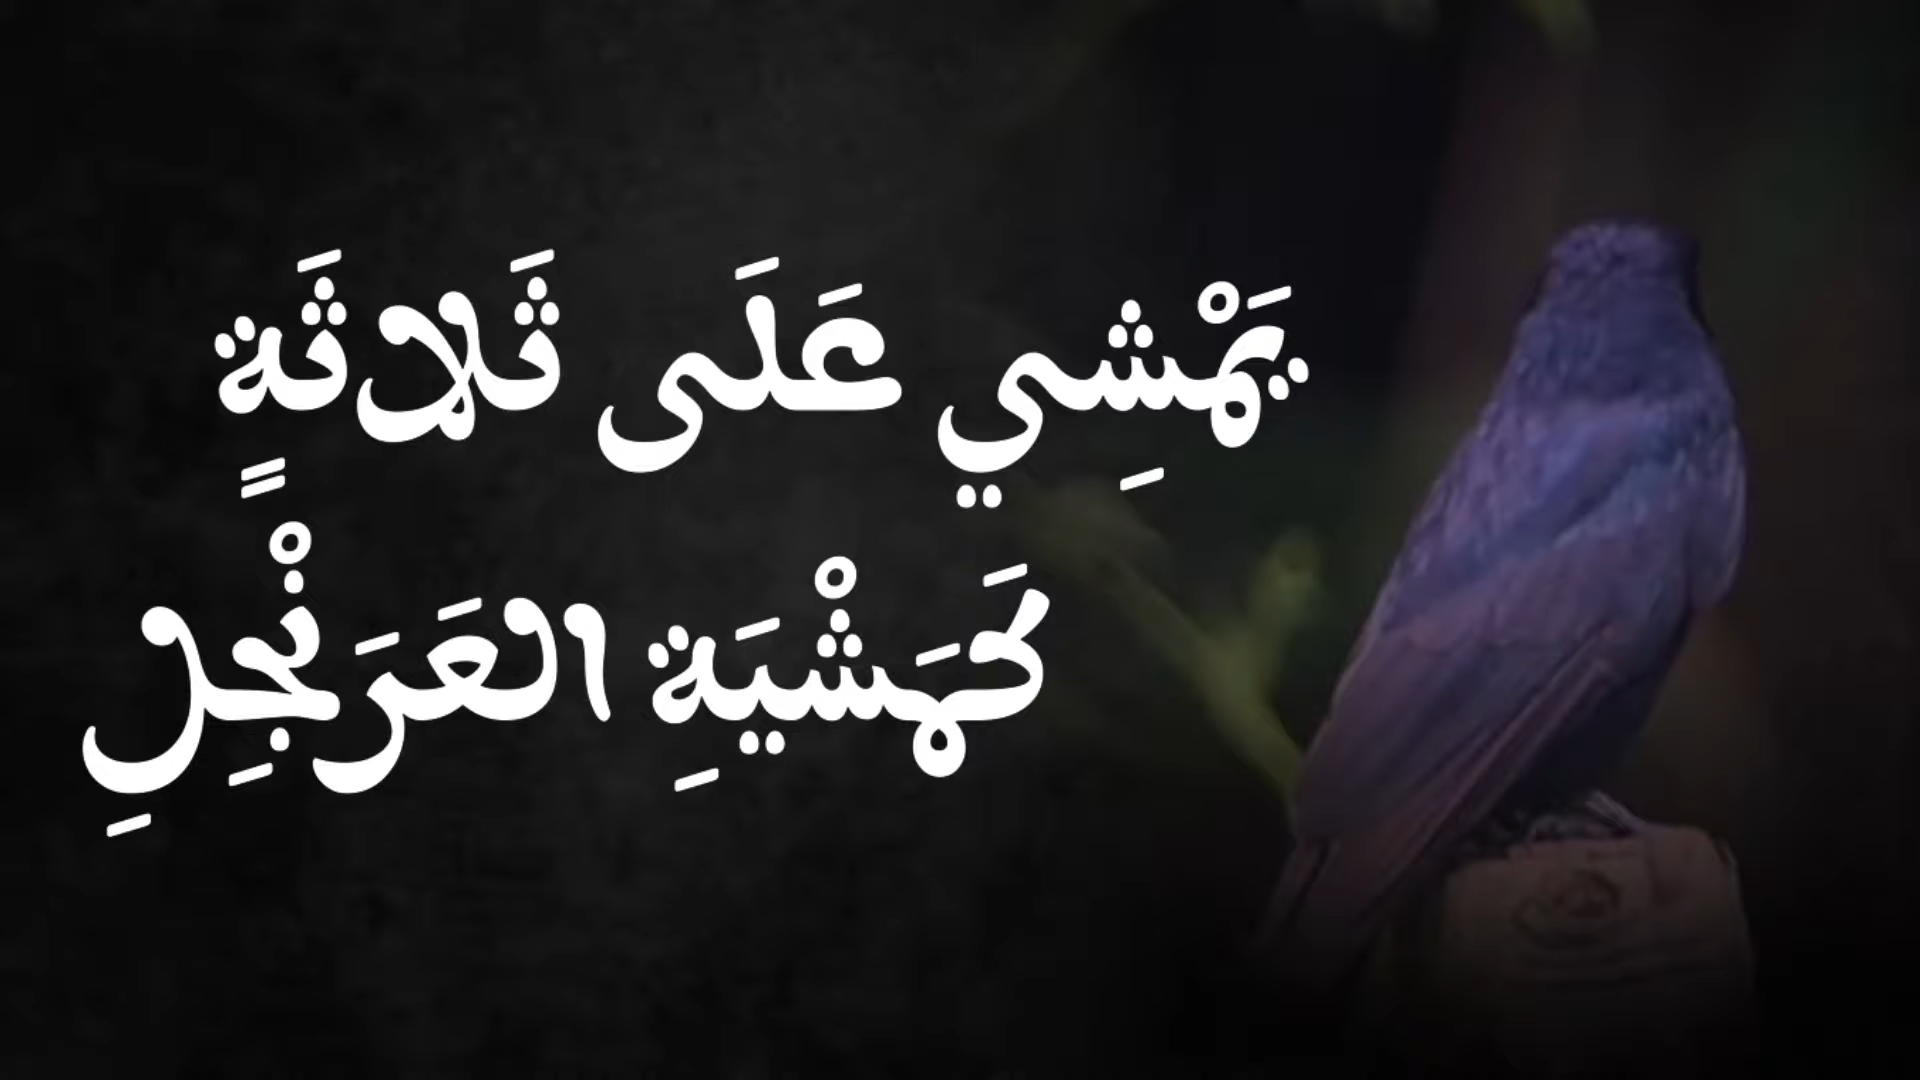 يَمْشِي عَلَى ثَلاثَةٍ
كَمَشْيَةِ العَرَنْجِلِ